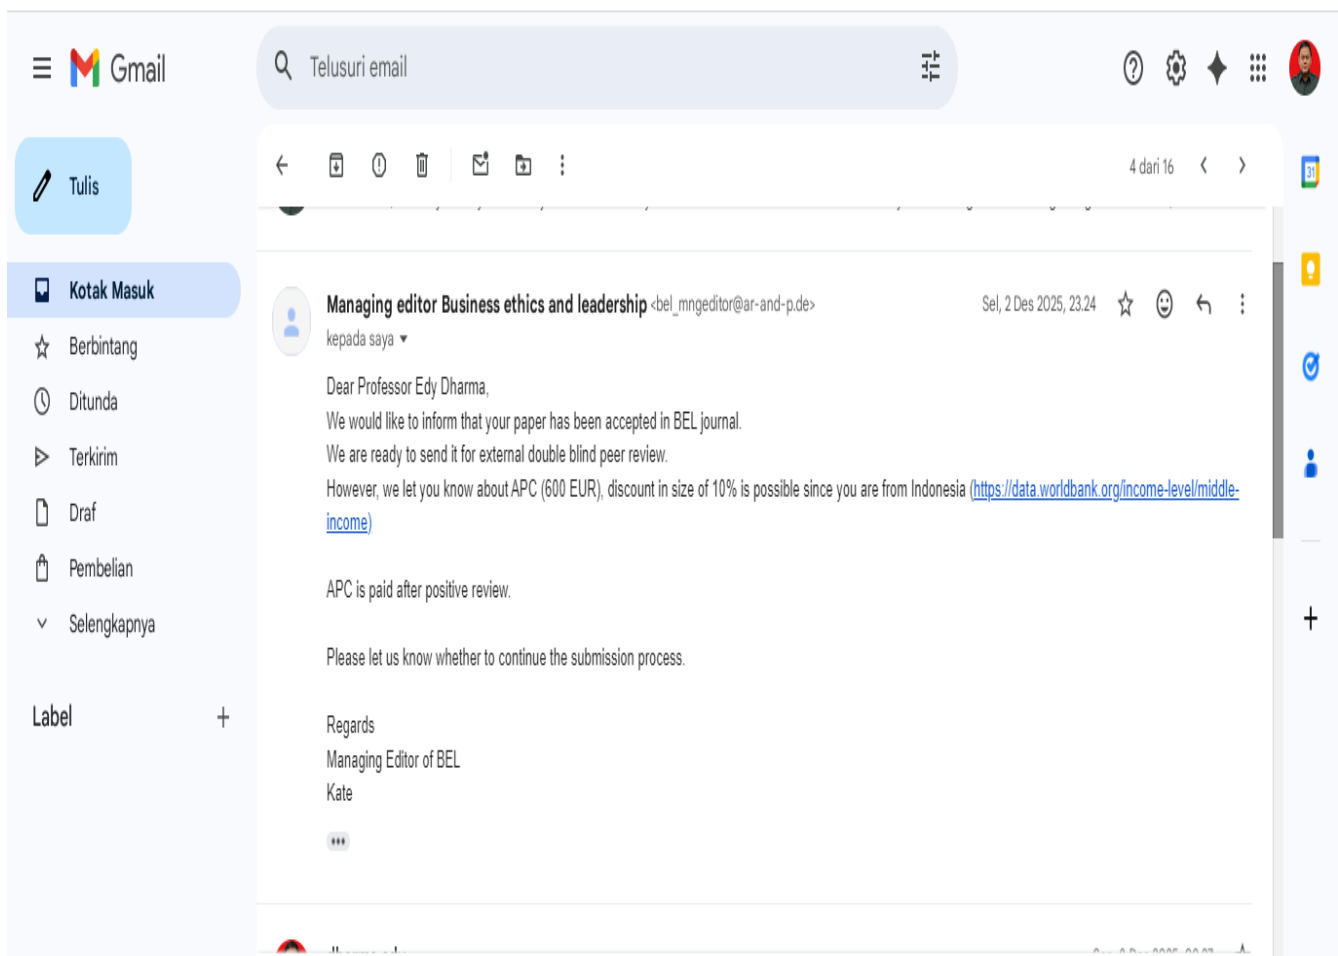 Gmail
Telusuri email
Tulis
4 dari 16
Kotak Masuk
Berbintang
Ditunda
Terkirim
Draf
Pembelian
Selengkapnya
Label
31
Managing editor Business ethics and leadership <bel_mngeditor@ar-and-p.de>
Sel, 2 Des 2025, 23.24
kepada saya
Dear Professor Edy Dharma,
We would like to inform that your paper has been accepted in BEL journal.
We are ready to send it for external double blind peer review.
However, we let you know about APC (600 EUR), discount in size of 10% is possible since you are from Indonesia (https://data.worldbank.org/income-level/middle-
income)
APC is paid after positive review.
Please let us know whether to continue the submission process.
Regards
Managing Editor of BEL
Kate